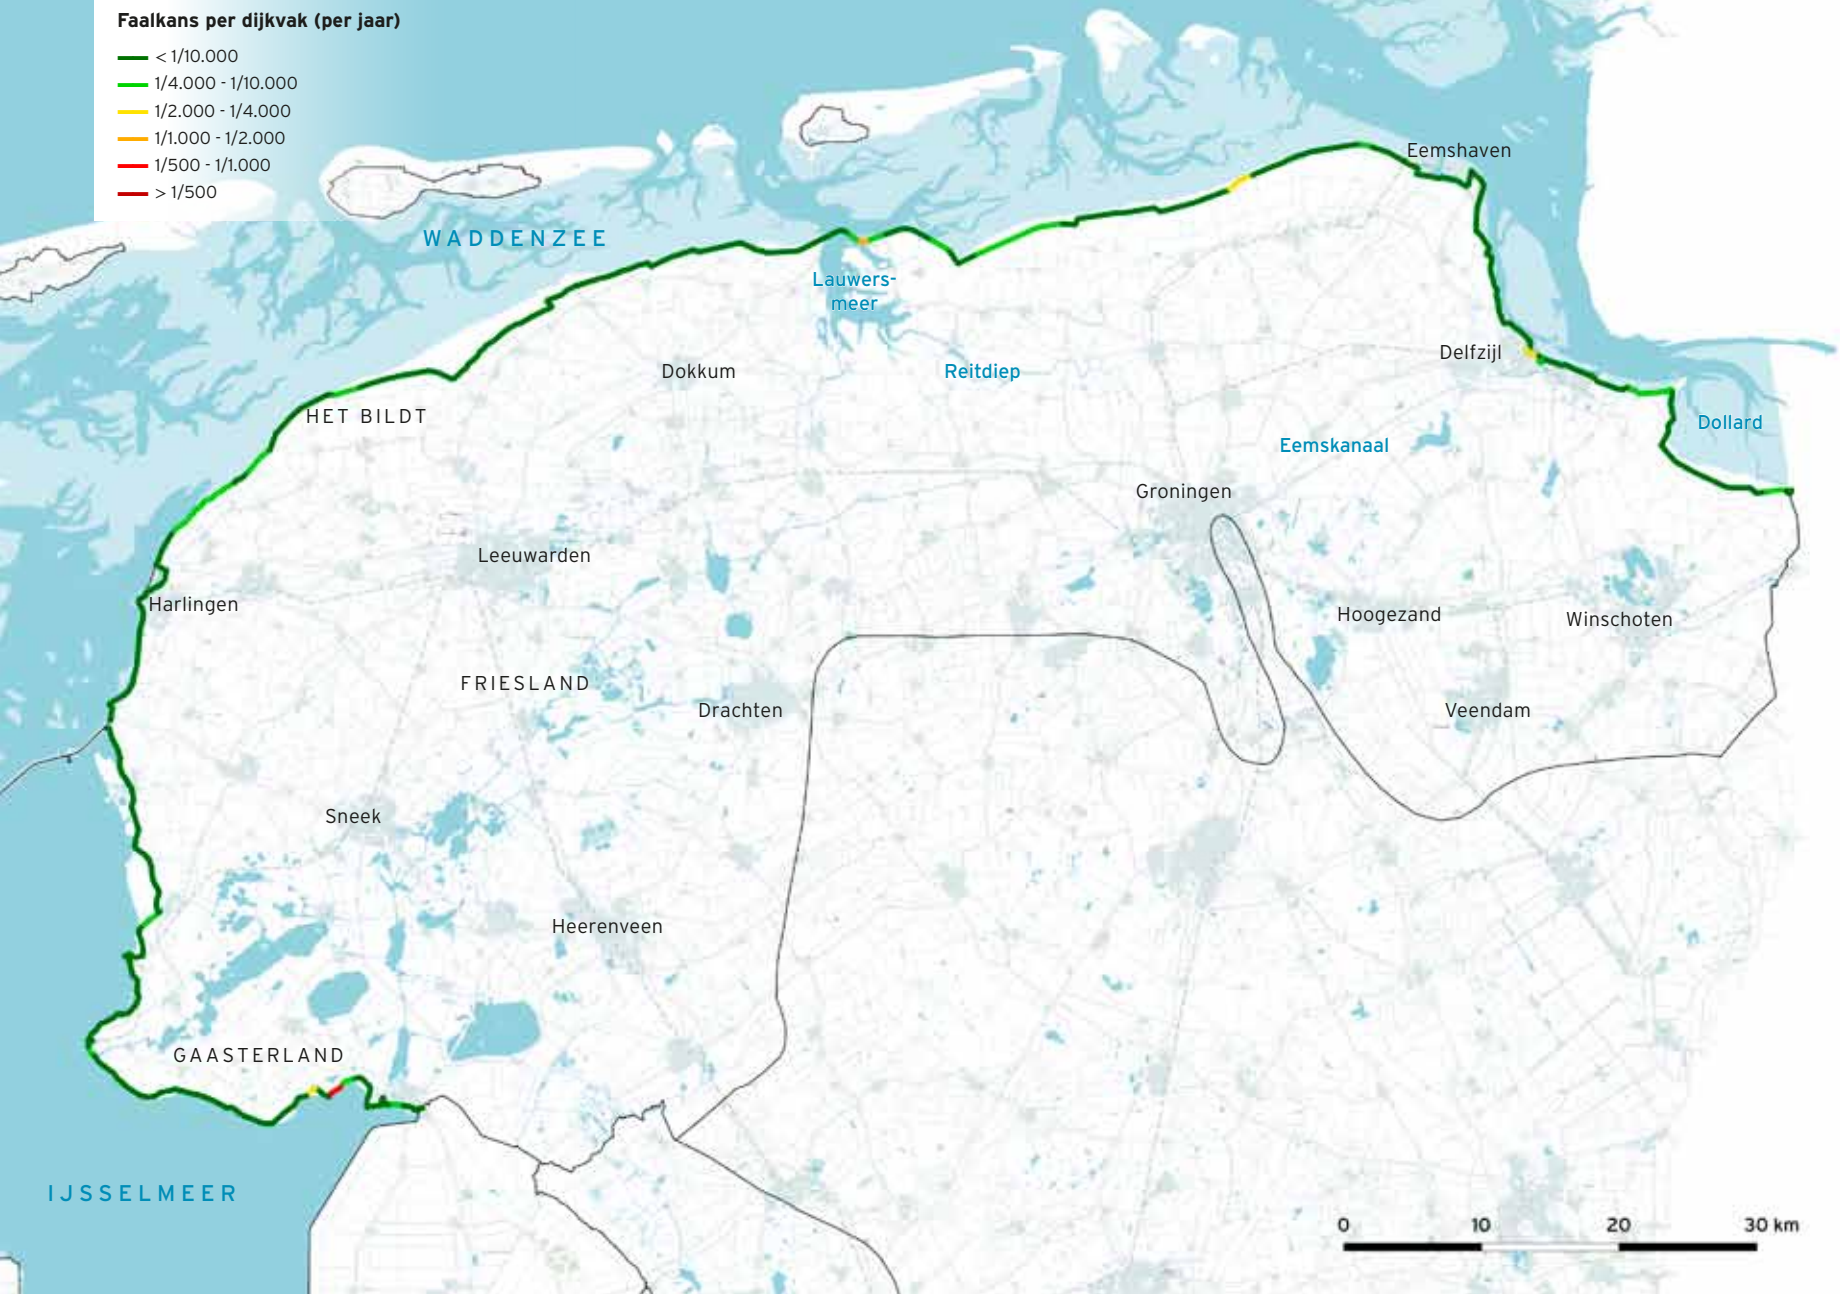 Faalkans per dijkvak (per jaar)
< 1/10.000
1/4.000 - 1/10.000
1/2.000 - 1/4.000
1/1.000 - 1/2.000
1/500 - 1/1.000
> 1/500
Eemshaven
WADDENZEE
Lauwers-
meer
Delfzijl
Dokkum
Reitdiep
HET BILDT
Dollard
Eemskanaal
Groningen
Leeuwarden
Harlingen
Hoogezand
Winschoten
FRIESLAND
Drachten
Veendam
Sneek
Heerenveen
GAASTERLAND
IJSSELMEER
0 10 20 30 km